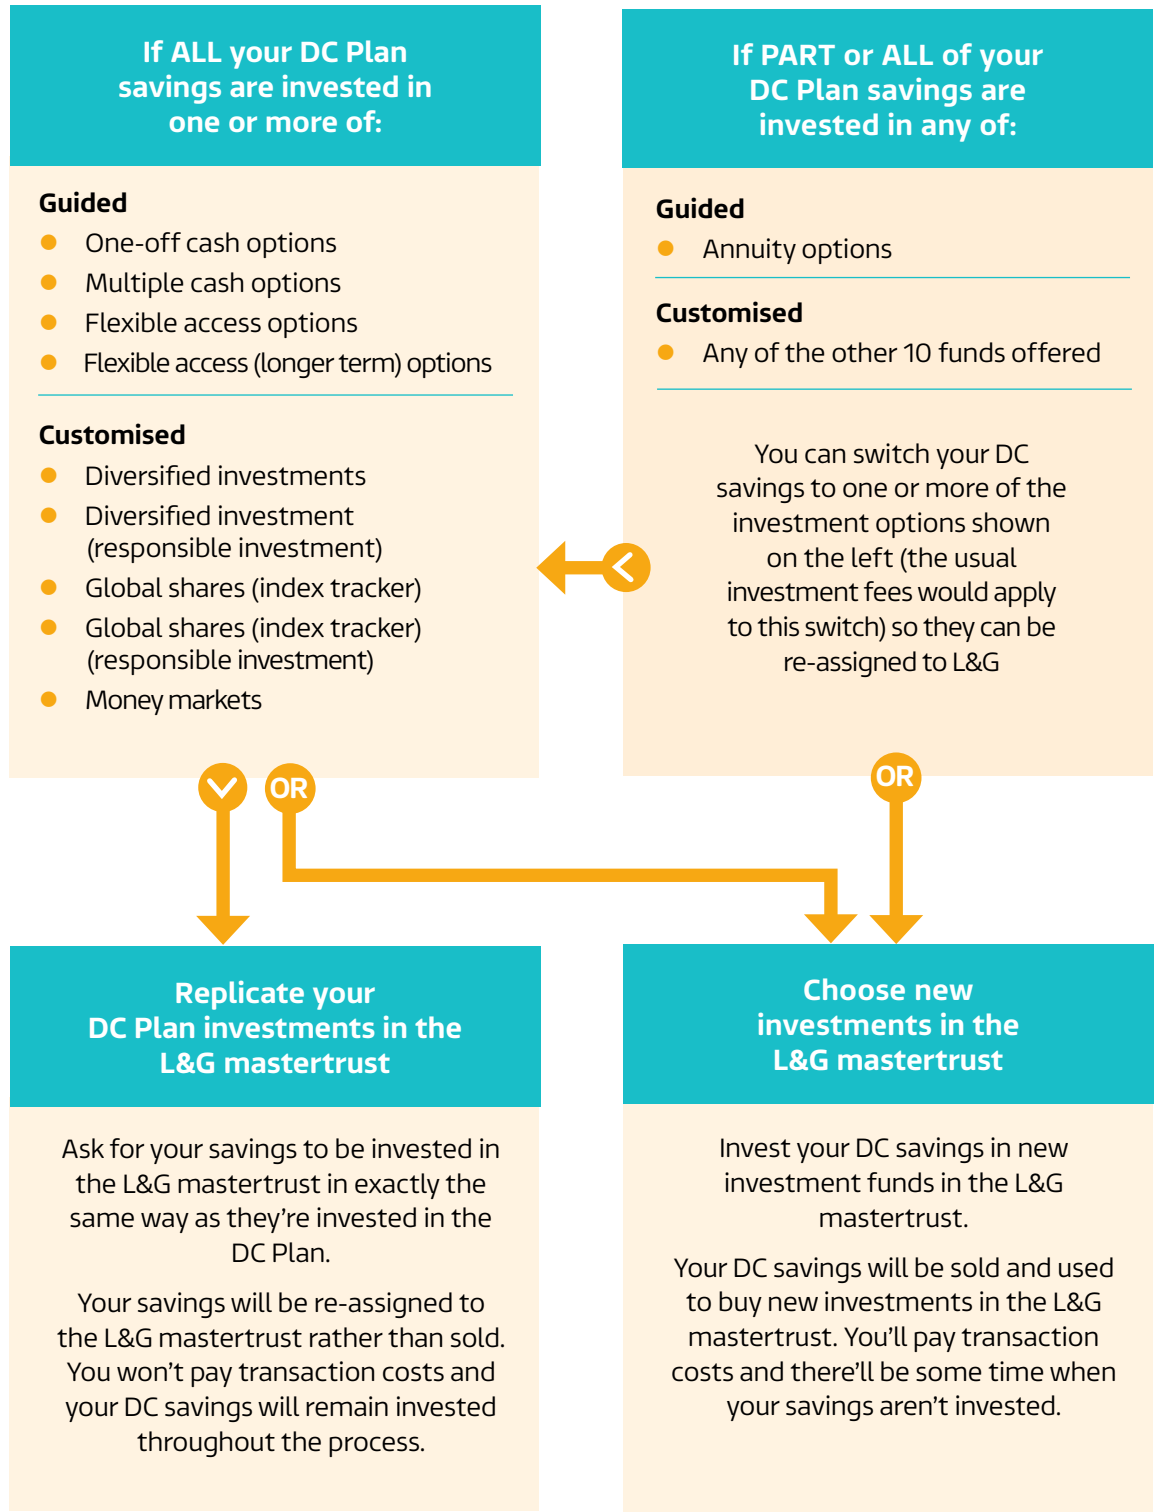 If ALL your DC Plan
savings are invested in
one or more of:
Guided
One-off cash options
Multiple cash options
Flexible access options
Flexible access (longer term) options
Customised
Diversified investments
Diversified investment
(responsible investment)
Global shares (index tracker)
Global shares (index tracker)
(responsible investment)
Money markets
If PART or ALL of your
DC Plan savings are
invested in any of:
Guided
Annuity options
Customised
Any of the other 10 funds offered
You can switch your DC
savings to one or more of the
investment options shown
on the left (the usual
investment fees would apply
to this switch) so they can be
re-assigned to L&G
OR
OR
Replicate your
DC Plan investments in the
L&G mastertrust
Ask for your savings to be invested in
the L&G mastertrust in exactly the
same way as they're invested in the
DC Plan.
Your savings will be re-assigned to
the L&G mastertrust rather than sold.
You won't pay transaction costs and
your DC savings will remain invested
throughout the process.
Choose new
investments in the
L&G mastertrust
Invest your DC savings in new
investment funds in the L&G
mastertrust.
Your DC savings will be sold and used
to buy new investments in the L&G
mastertrust. You'll pay transaction
costs and there'll be some time when
your savings aren't invested.